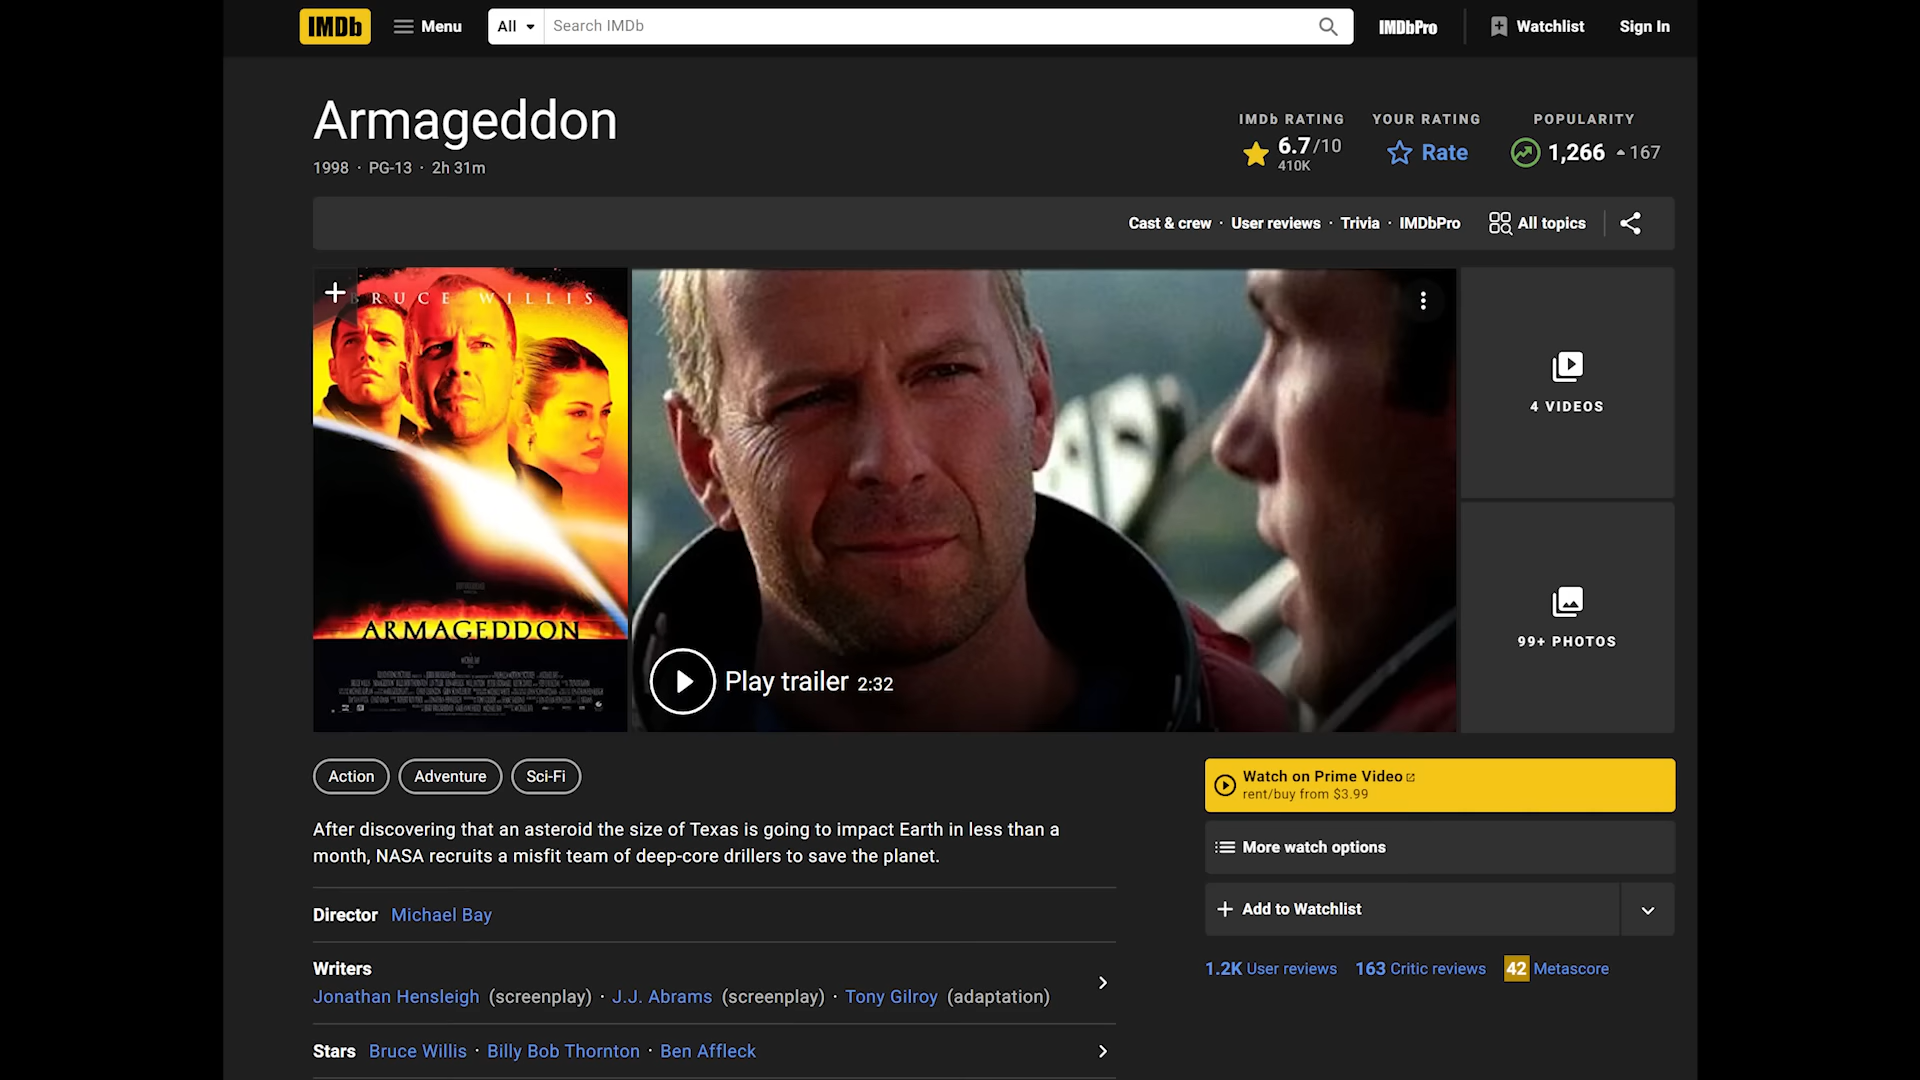 IMDb Menu All Search IMDb IMDbPro Watchlist Sign In
Armageddon
1998 · PG-13 · 2h 31m
IMDb RATING
6.7/10
410K
YOUR RATING
Rate
POPULARITY
1,266 167
Cast & crew · User reviews · Trivia · IMDbPro All topics
BRUCE WILLIS
ARMAGEDDON
Play trailer 2:32
4 VIDEOS
99+ PHOTOS
Action Adventure Sci-Fi
After discovering that an asteroid the size of Texas is going to impact Earth in less than a
month, NASA recruits a misfit team of deep-core drillers to save the planet.
Director Michael Bay
Writers
Jonathan Hensleigh (screenplay) · J.J. Abrams (screenplay) · Tony Gilroy (adaptation)
Stars Bruce Willis · Billy Bob Thornton · Ben Affleck
Watch on Prime Video
rent/buy from $3.99
More watch options
Add to Watchlist
1.2K User reviews 163 Critic reviews 42 Metascore